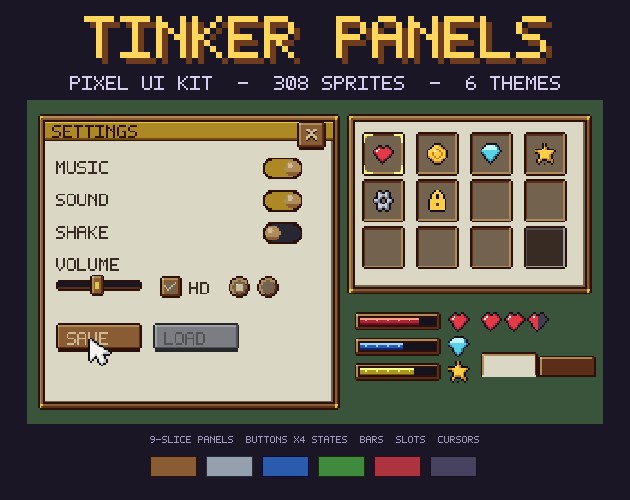 TINKER PANELS
PIXEL UI KIT - 308 SPRITES - 6 THEMES
SETTINGS
MUSIC
SOUND
SHAKE
VOLUME
HD
SAVE
LOAD
9-SLICE PANELS BUTTONS X4 STATES BARS SLOTS CURSORS